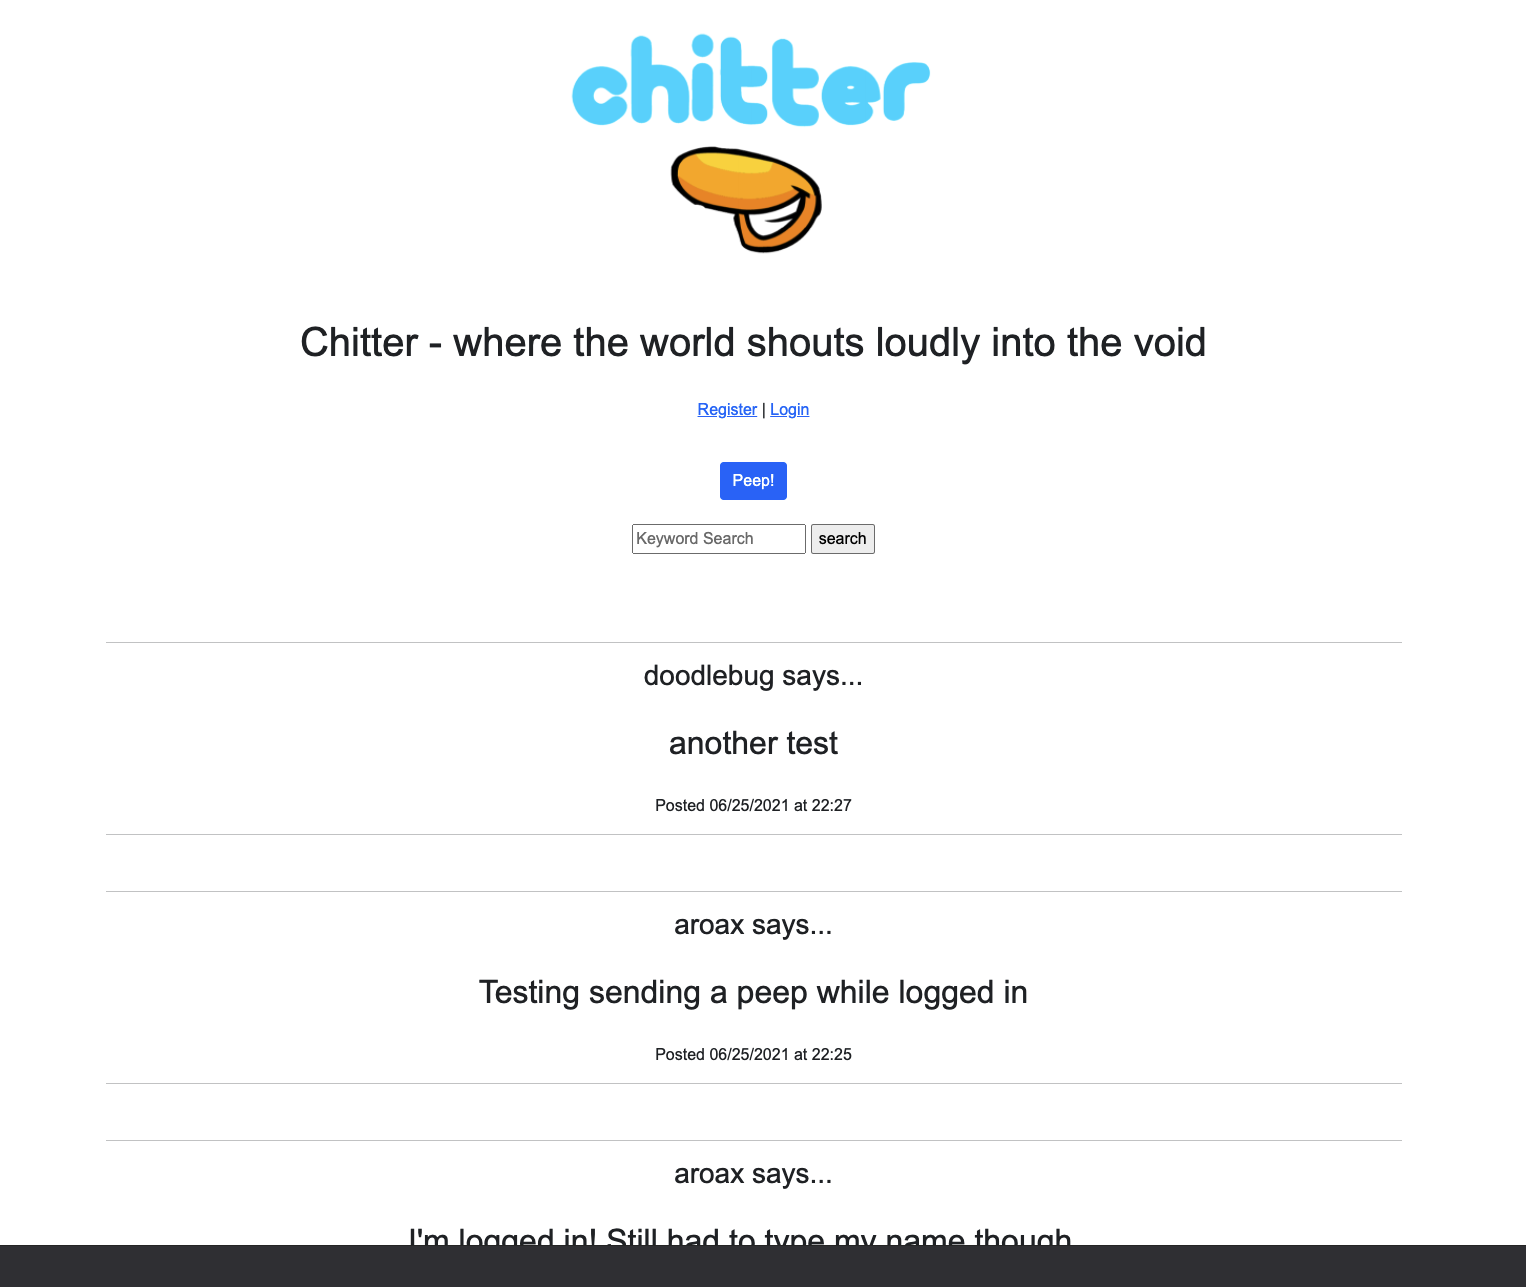 chitter
Chitter - where the world shouts loudly into the void
Register | Login
Peep!
Keyword Search search
doodlebug says...
another test
Posted 06/25/2021 at 22:27
aroax says...
Testing sending a peep while logged in
Posted 06/25/2021 at 22:25
aroax says...
I'm logged in! Still had to type my name though